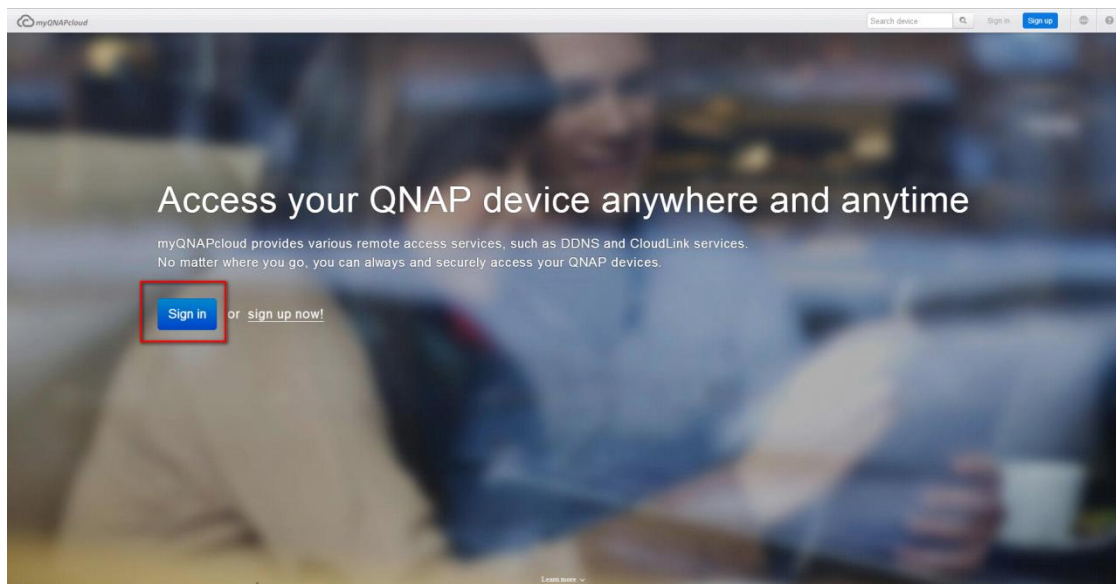 myQNAPcloud
Search device
Sign in
Sign up
Access your QNAP device anywhere and anytime
myQNAPcloud provides various remote access services, such as DDNS and CloudLink services.
No matter where you go, you can always and securely access your QNAP devices.
Sign in or sign up now!
Learn more